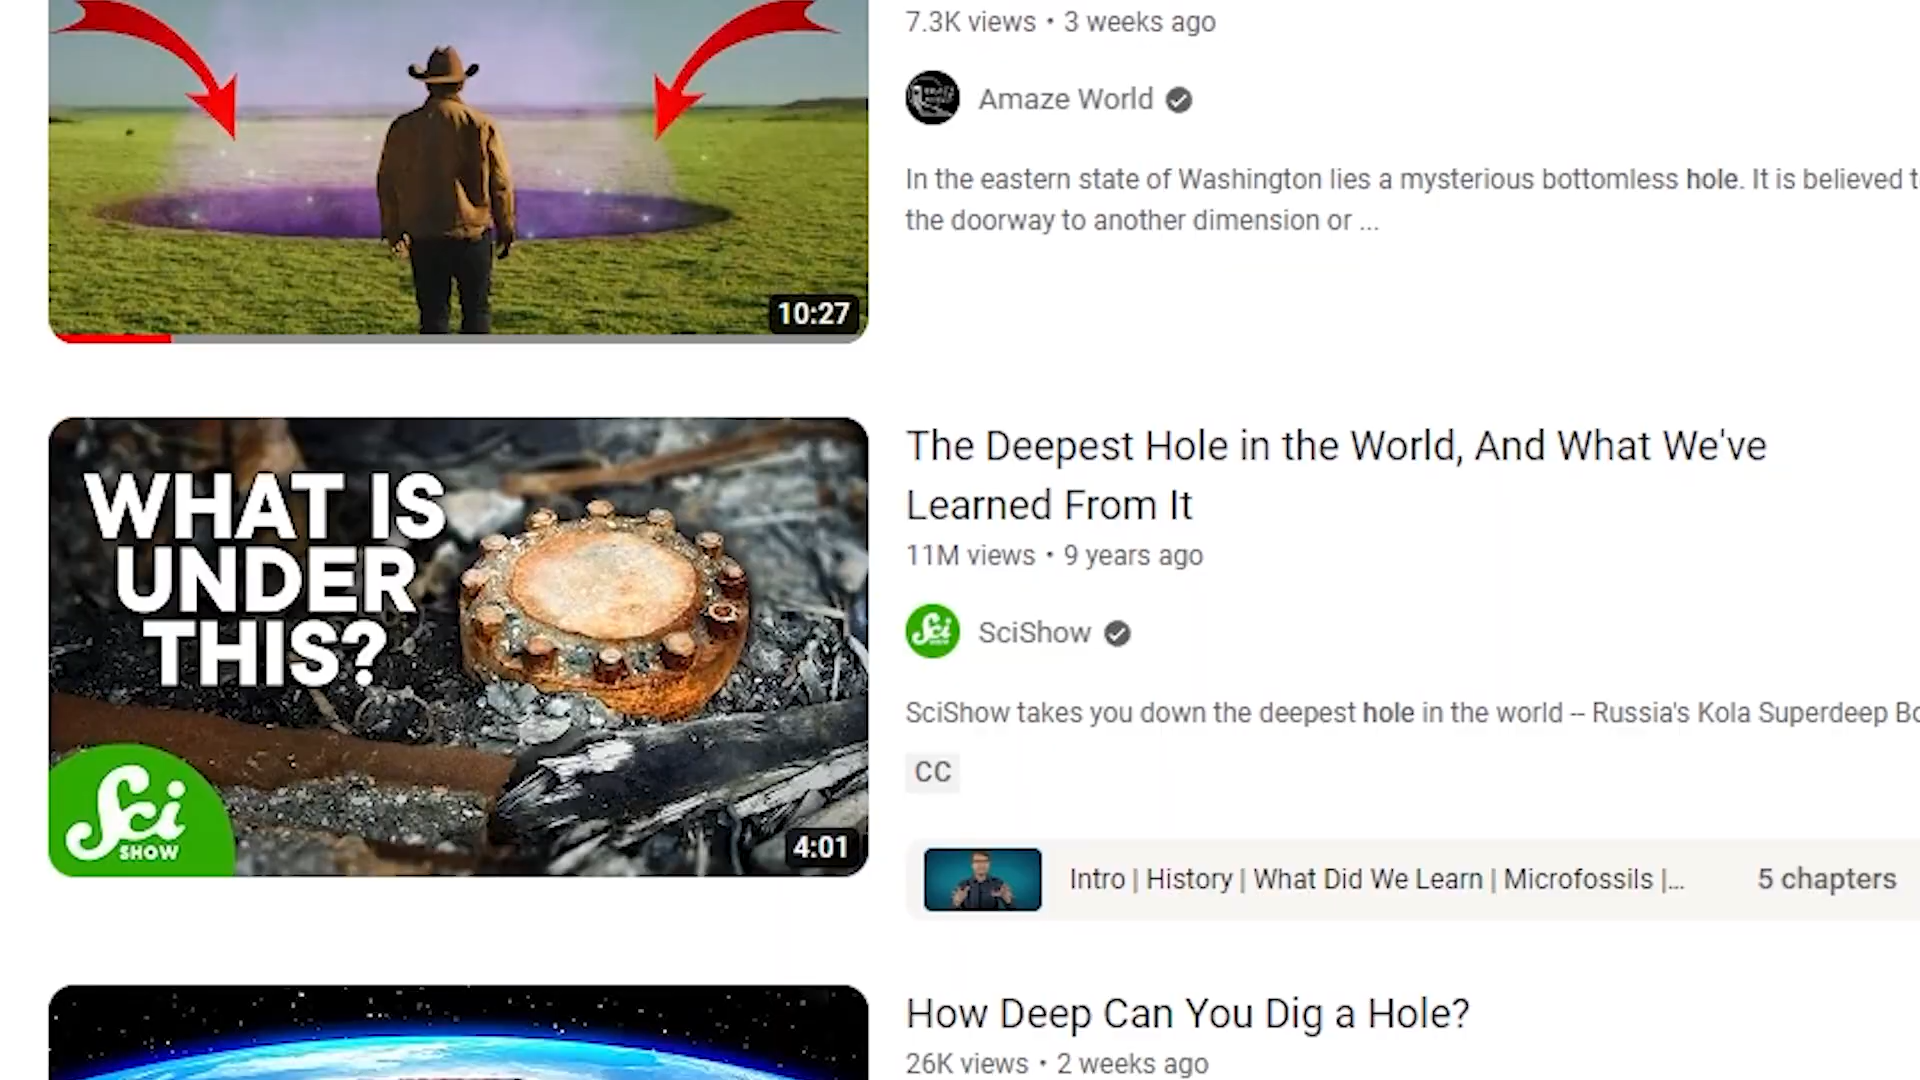 7.3K views • 3 weeks ago
Amaze World
In the eastern state of Washington lies a mysterious bottomless hole. It is believed t
the doorway to another dimension or ...
10:27
WHAT IS
UNDER
THIS?
Sci
SHOW
4:01
The Deepest Hole in the World, And What We've
Learned From It
11M views • 9 years ago
Sci
SciShow
SciShow takes you down the deepest hole in the world -- Russia's Kola Superdeep Bo
CC
Intro | History | What Did We Learn | Microfossils |...
5 chapters
How Deep Can You Dig a Hole?
26K views • 2 weeks ago